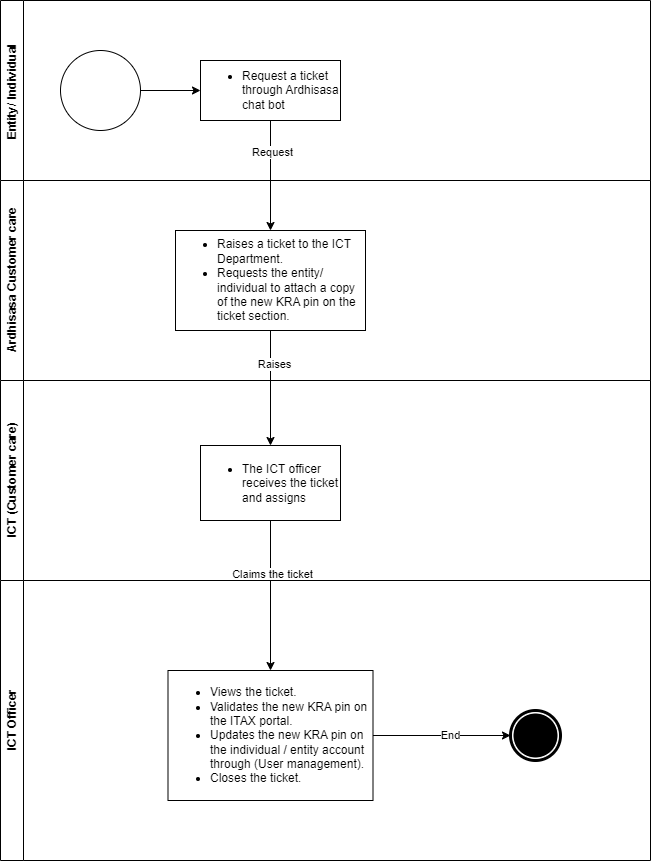 Entity/ Individual
• Request a ticket
through Ardhisasa
chat bot
Request
Ardhisasa Customer care
• Raises a ticket to the ICT
Department.
• Requests the entity/
individual to attach a copy
of the new KRA pin on the
ticket section.
Raises
ICT (Customer care)
• The ICT officer
receives the ticket
and assigns
Claims the ticket
ICT Officer
• Views the ticket.
• Validates the new KRA pin on
the ITAX portal.
• Updates the new KRA pin on
the individual / entity account
through (User management).
• Closes the ticket.
End